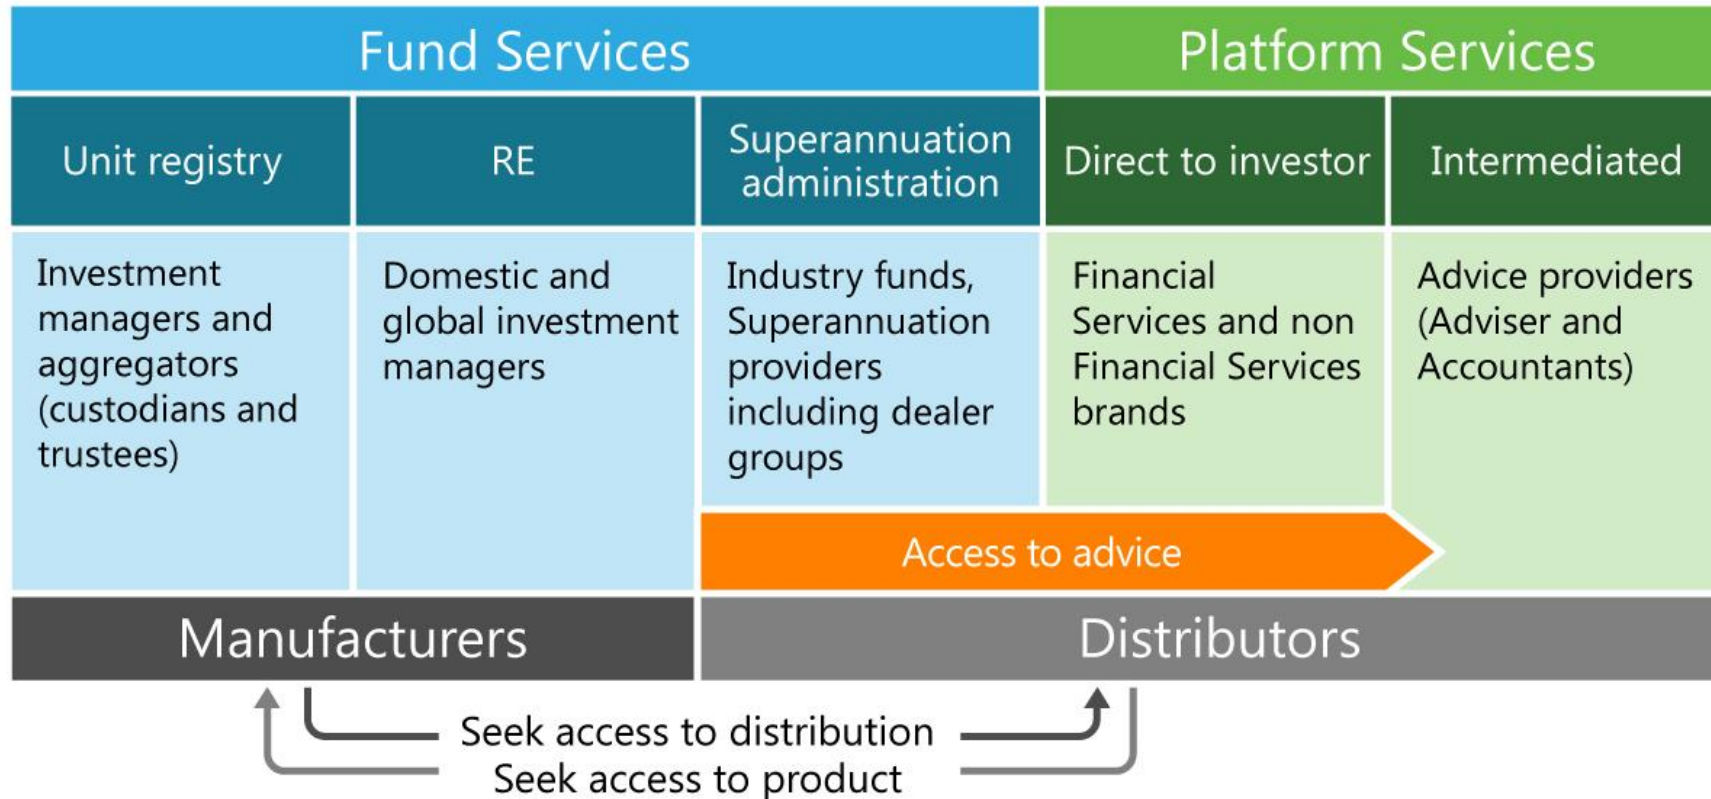 Fund Services
Platform Services
Unit registry
RE
Superannuation
administration
Direct to investor
Intermediated
Investment
managers and
aggregators
(custodians and
trustees)
Domestic and
global investment
managers
Industry funds,
Superannuation
providers
including dealer
groups
Financial
Services and non
Financial Services
brands
Advice providers
(Adviser and
Accountants)
Access to advice
Manufacturers
Distributors
Seek access to distribution
Seek access to product